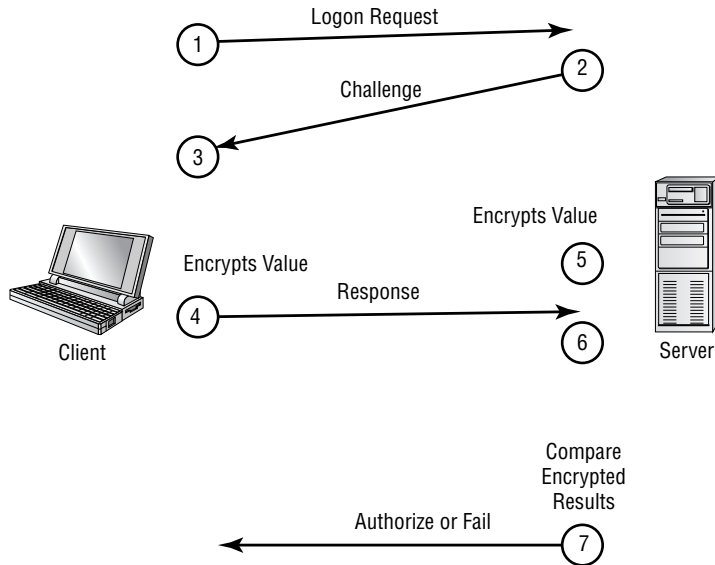 Logon Request
1
2
Challenge
3
Encrypts Value
5
Encrypts Value
4
Response
6
Client
Server
Compare
Encrypted
Results
Authorize or Fail
7